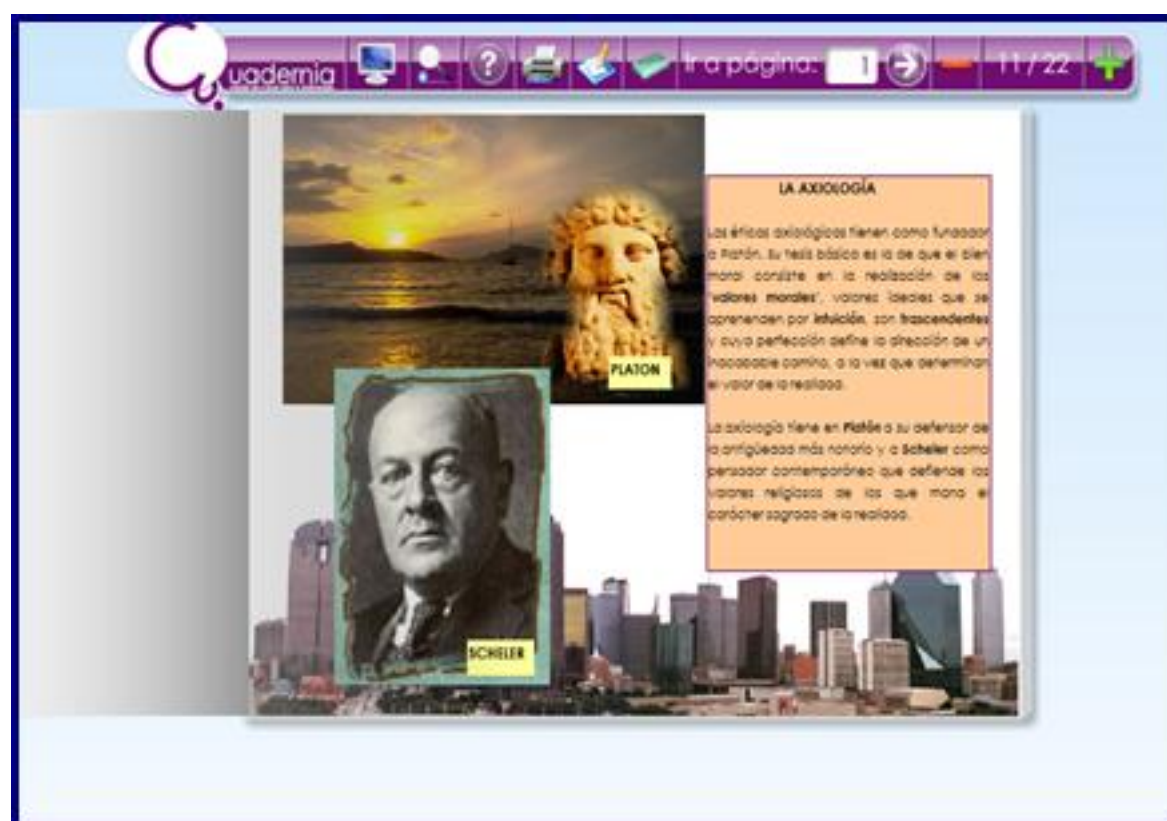 Cuadernia
Ir a página: 1 11/22
LA AXIOLOGÍA
Las éticas axiológicas tienen como fundador
a Platón. Su tesis básica es la de que el bien
moral consiste en la realización de los
"valores morales", valores ideales que se
aprehenden por intuición, son trascendentes
y cuya perfección define la dirección de un
inacabable camino, a la vez que determinan
el valor de la realidad.
La axiología tiene en Platón a su defensor de
la antigüedad más notorio y a Scheler como
pensador contemporáneo que defiende los
valores religiosos de los que mana el
carácter sagrado de la realidad.
PLATON
SCHELER